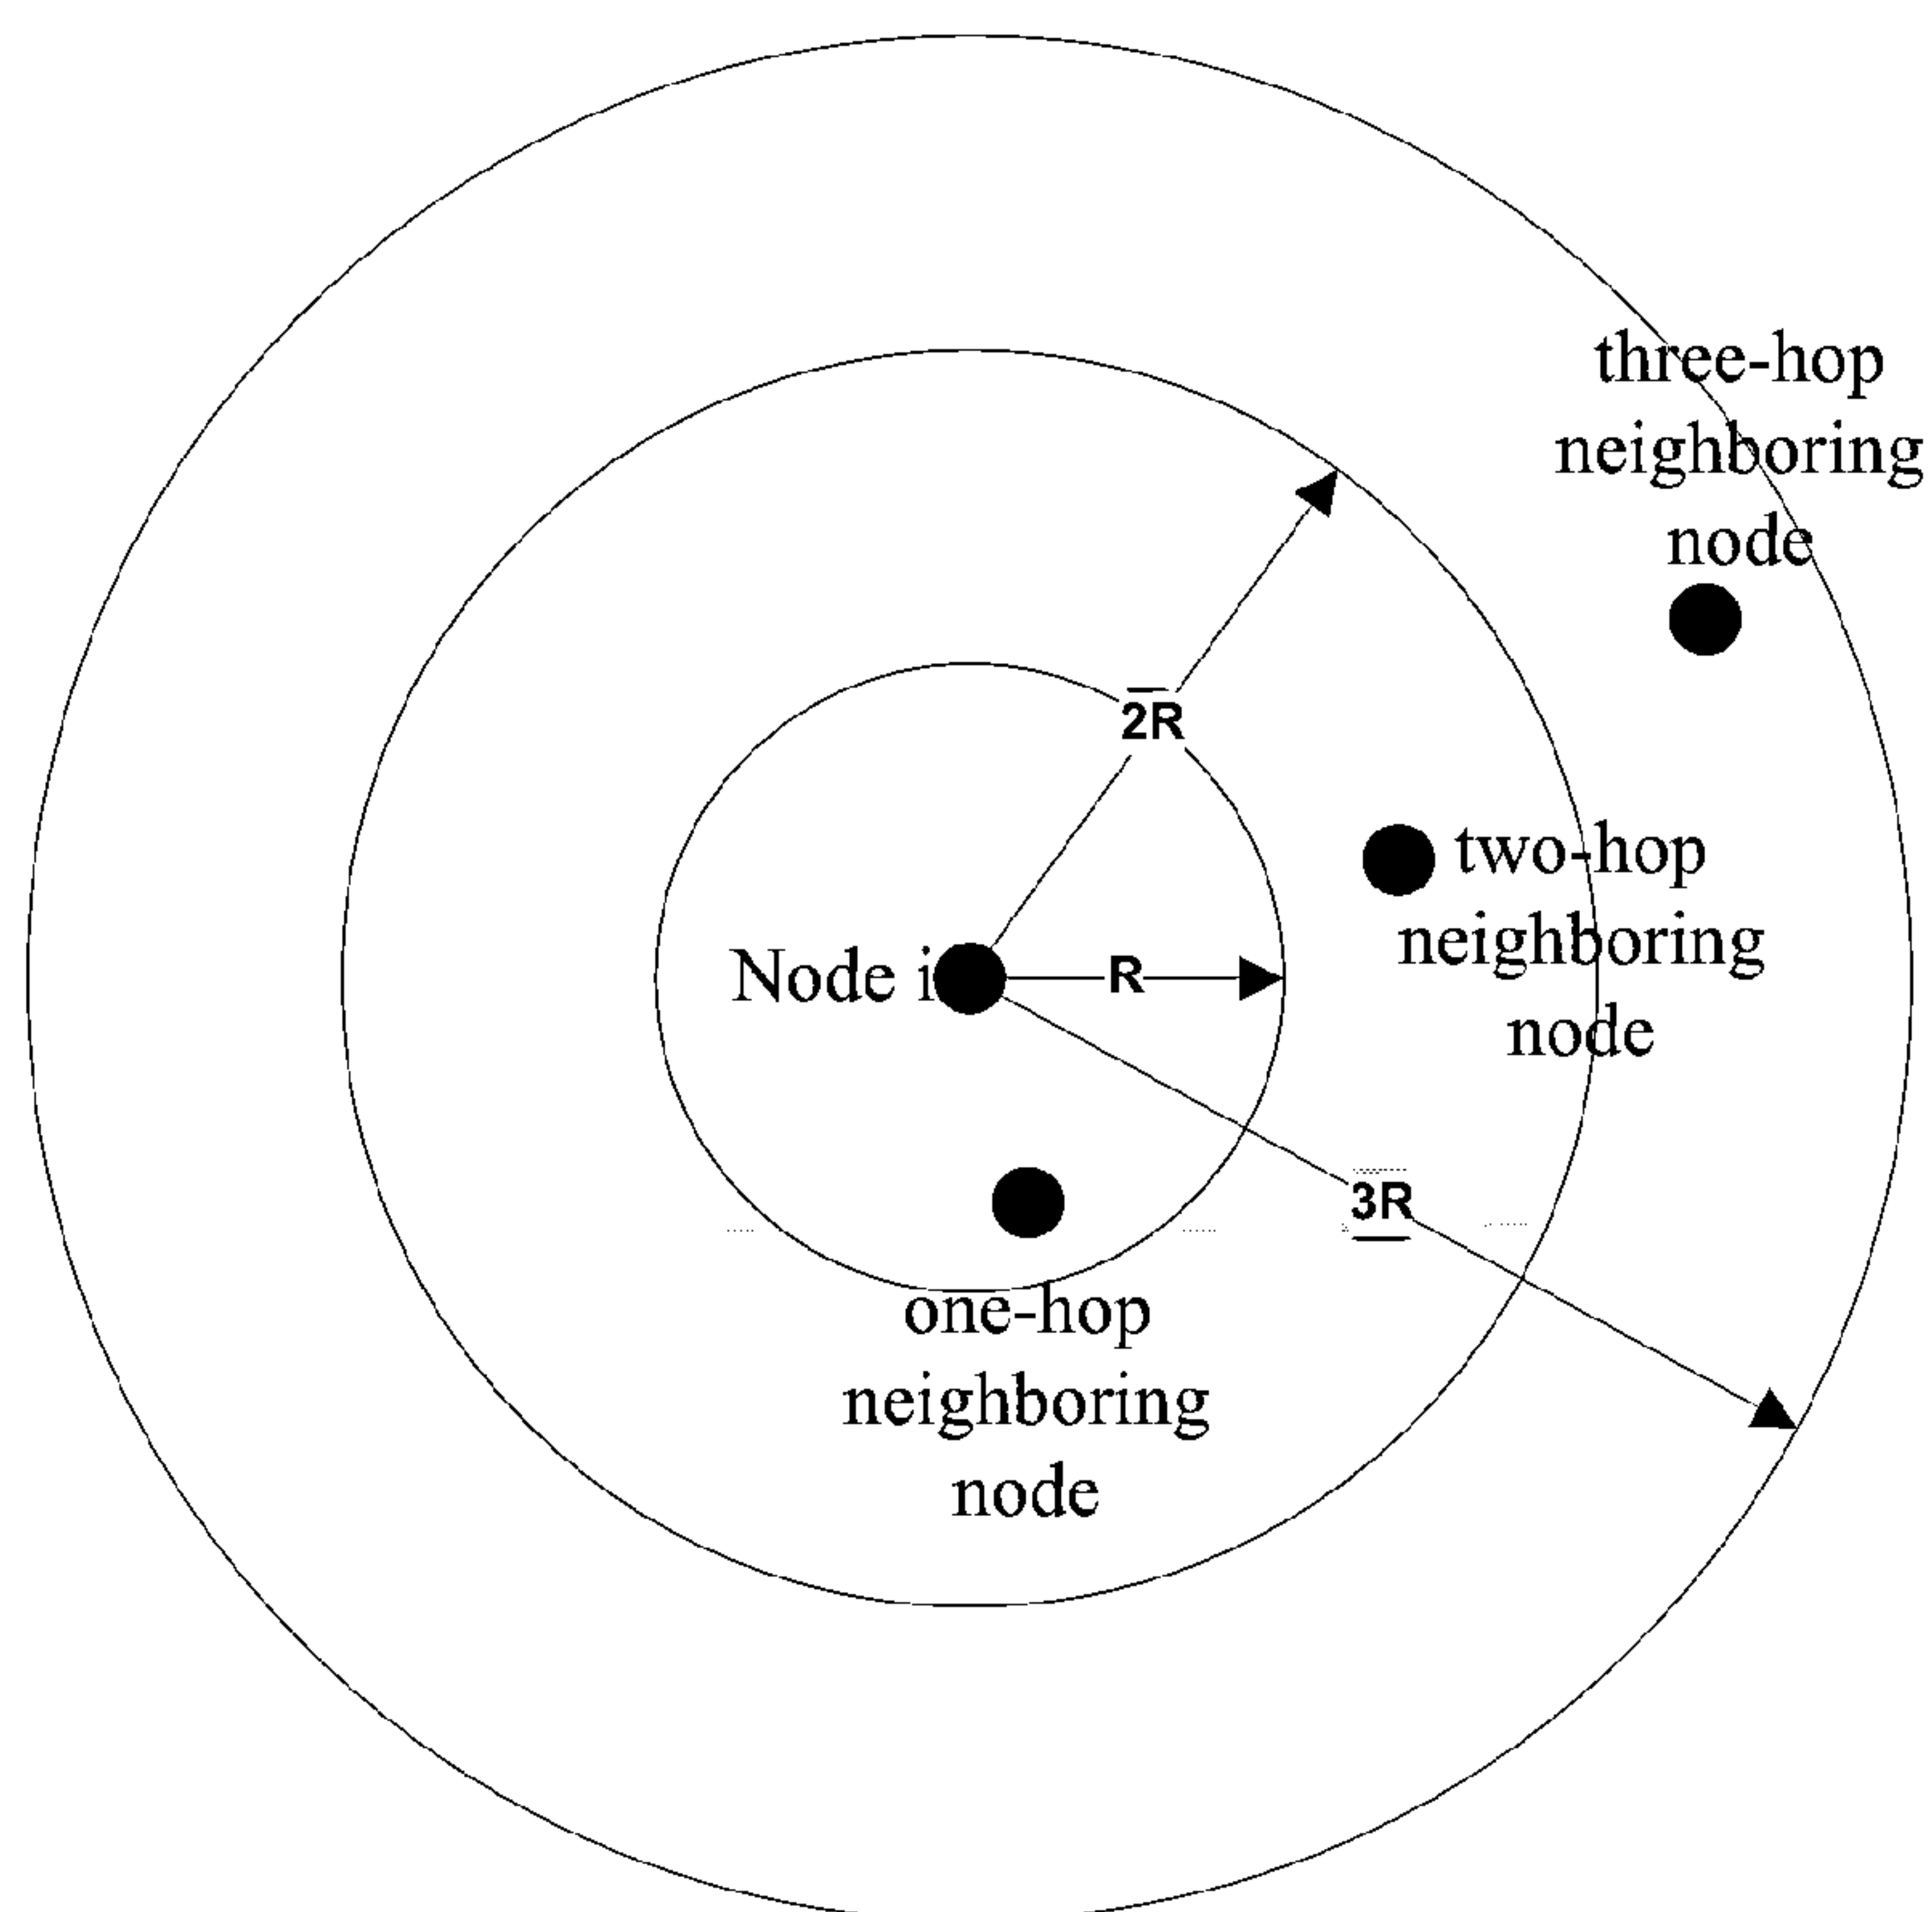 three-hop
neighboring
node
2R
two-hop
neighboring
node
Node i
R
3R
one-hop
neighboring
node